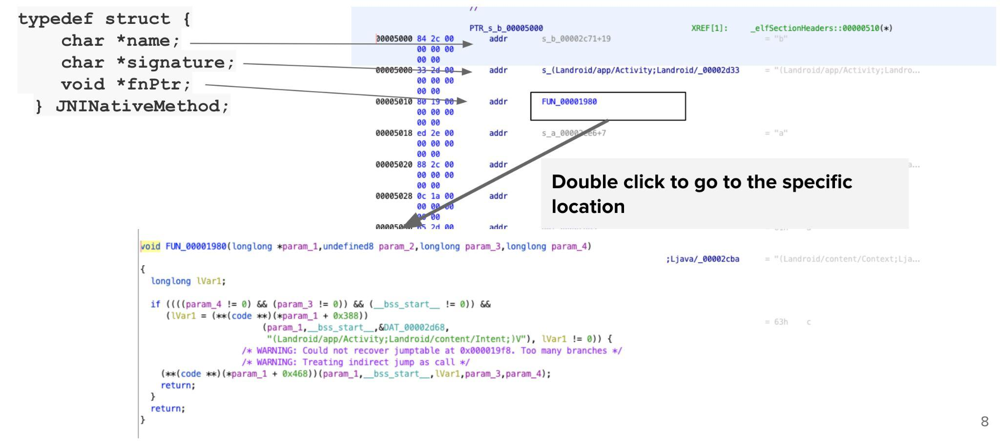 typedef struct {
char *name;
char *signature;
void *fnPtr;
} JNINativeMethod;
//
PTR_s_b_00005000 XREF[1]: _elfSectionHeaders::00000510(*)
00005000 84 2c 00 addr s_b_00002c71+19 = "b"
00 00 00
00 00
00005008 33 2d 00 addr s_(Landroid/app/Activity;Landroid/_00002d33 = "(Landroid/app/Activity;Landro...
00 00 00
00 00
00005010 80 19 00 addr FUN_00001980
00 00 00
00 00
00005018 ed 2e 00 addr = "a"
00 00 00
00 00
00005020 88 2c 00 addr a...
00 00 00
00 00
00005028 0c 1a 00 addr
00 00 00
00 00
2d 00 addr
Double click to go to the specific
location
void FUN_00001980(longlong *param_1,undefined8 param_2,longlong param_3,longlong param_4)
;Ljava/_00002cba = "(Landroid/content/Context;Lja...
{
longlong lVar1;
if ((((param_4 != 0) && (param_3 != 0)) && (__bss_start__ != 0)) &&
(lVar1 = (**(code **)(*param_1 + 0x388))
(param_1,__bss_start__,&DAT_00002d68,
"(Landroid/app/Activity;Landroid/content/Intent;)V"), lVar1 != 0)) {
= 63h c
/* WARNING: Could not recover jumptable at 0x000019f8. Too many branches */
/* WARNING: Treating indirect jump as call */
(**(code **)(*param_1 + 0x468))(param_1,__bss_start__,lVar1,param_3,param_4);
return;
}
return;
}
8